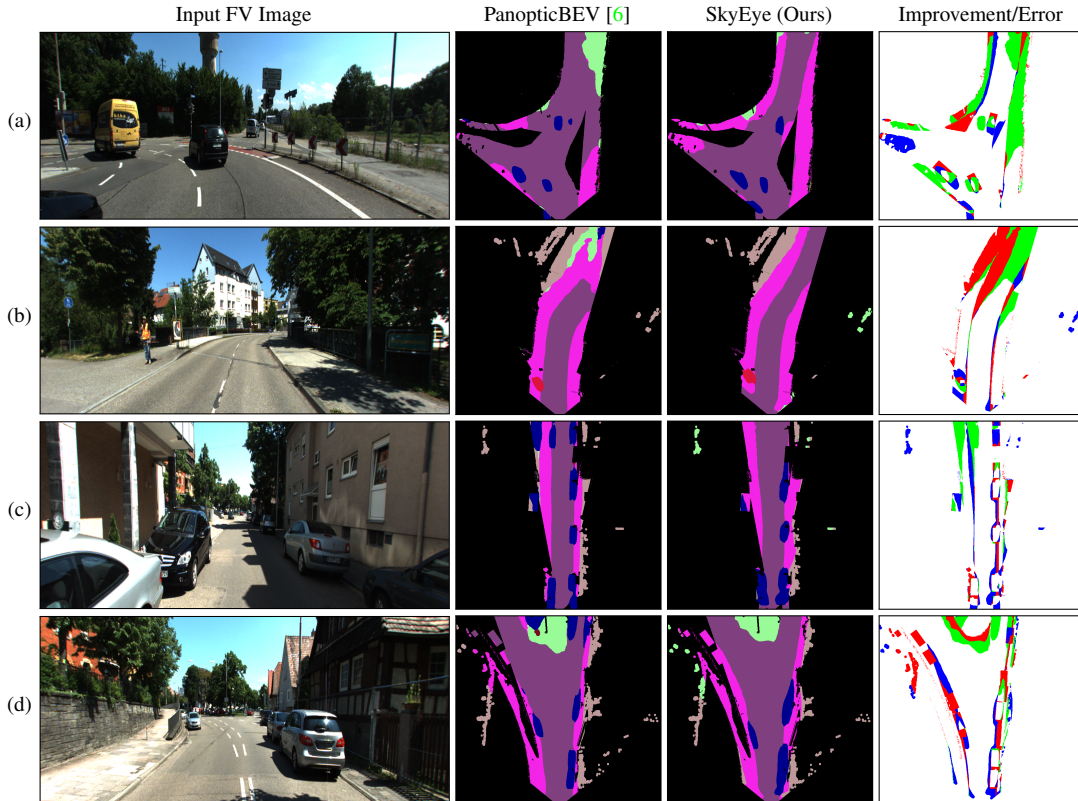 Input FV Image
PanopticBEV [6]
SkyEye (Ours)
Improvement/Error
(a)
(b)
(c)
(d)